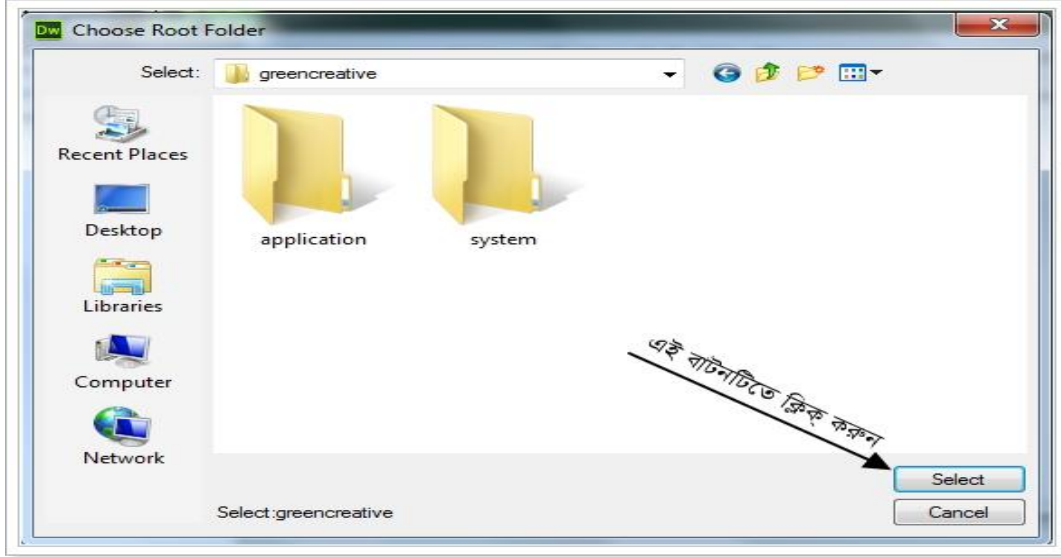 Dw Choose Root Folder
Select: greencreative
Recent Places
Desktop
Libraries
Computer
Network
application
system
এই বাটনটিতে ক্লিক্ করুন
Select
Select:greencreative
Cancel